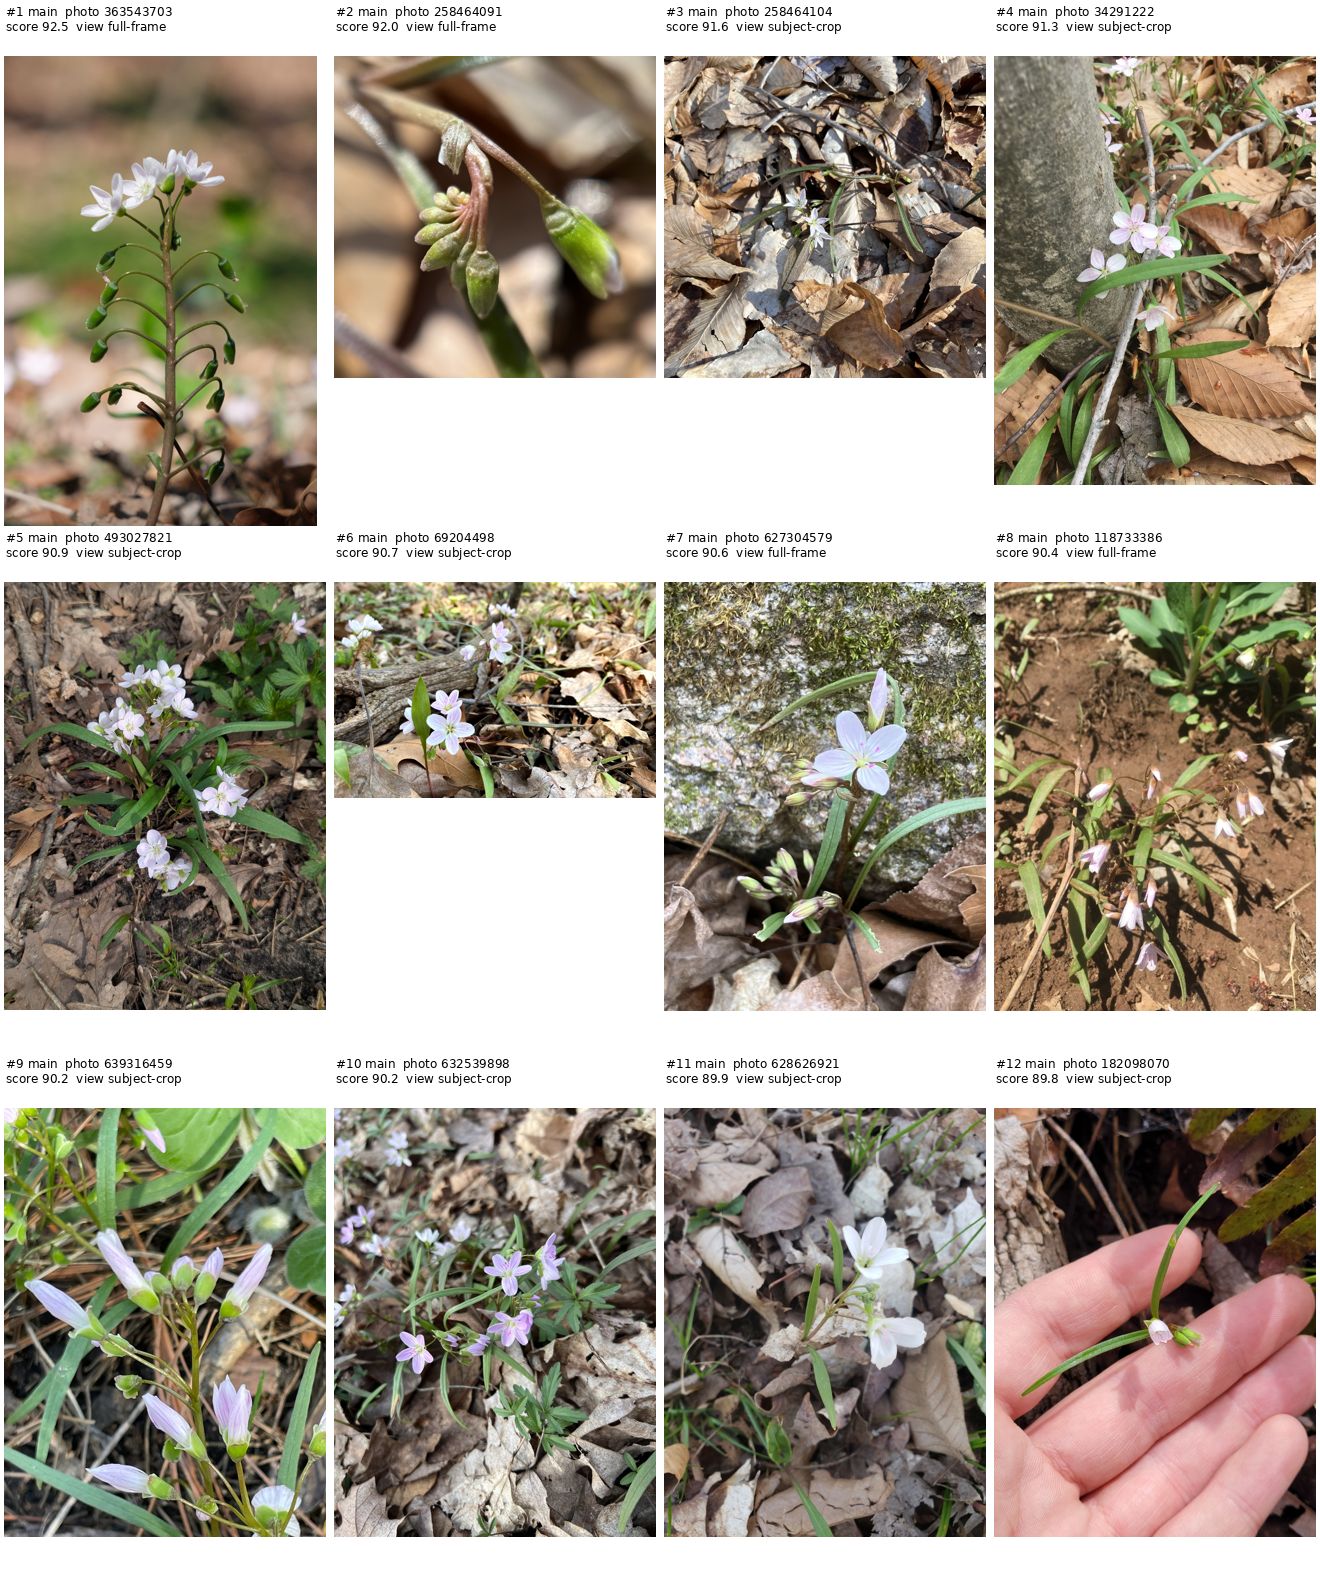 #1 main  photo 363543703
score 92.5  view full-frame
#2 main  photo 258464091
score 92.0  view full-frame
#3 main  photo 258464104
score 91.6  view subject-crop
#4 main  photo 34291222
score 91.3  view subject-crop
#5 main  photo 493027821
score 90.9  view subject-crop
#6 main  photo 69204498
score 90.7  view subject-crop
#7 main  photo 627304579
score 90.6  view full-frame
#8 main  photo 118733386
score 90.4  view full-frame
#9 main  photo 639316459
score 90.2  view subject-crop
#10 main  photo 632539898
score 90.2  view subject-crop
#11 main  photo 628626921
score 89.9  view subject-crop
#12 main  photo 182098070
score 89.8  view subject-crop